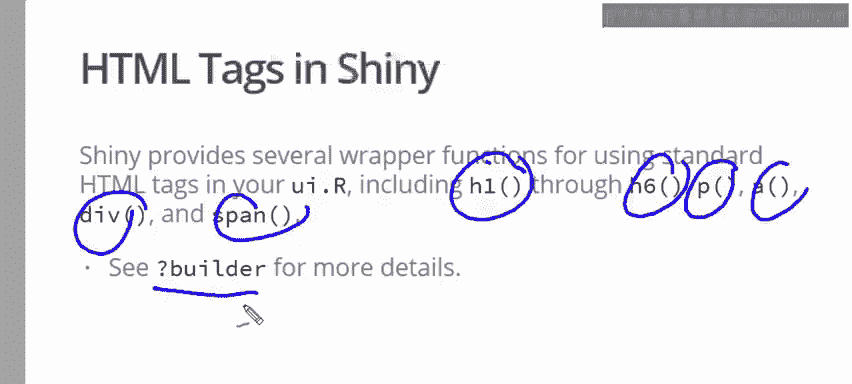 HTML Tags in Shiny
Shiny provides several wrapper functions for using standard
HTML tags in your ui.R, including h1() through h6(), p(), a(),
div(), and span(),
· See ?builder for more details.